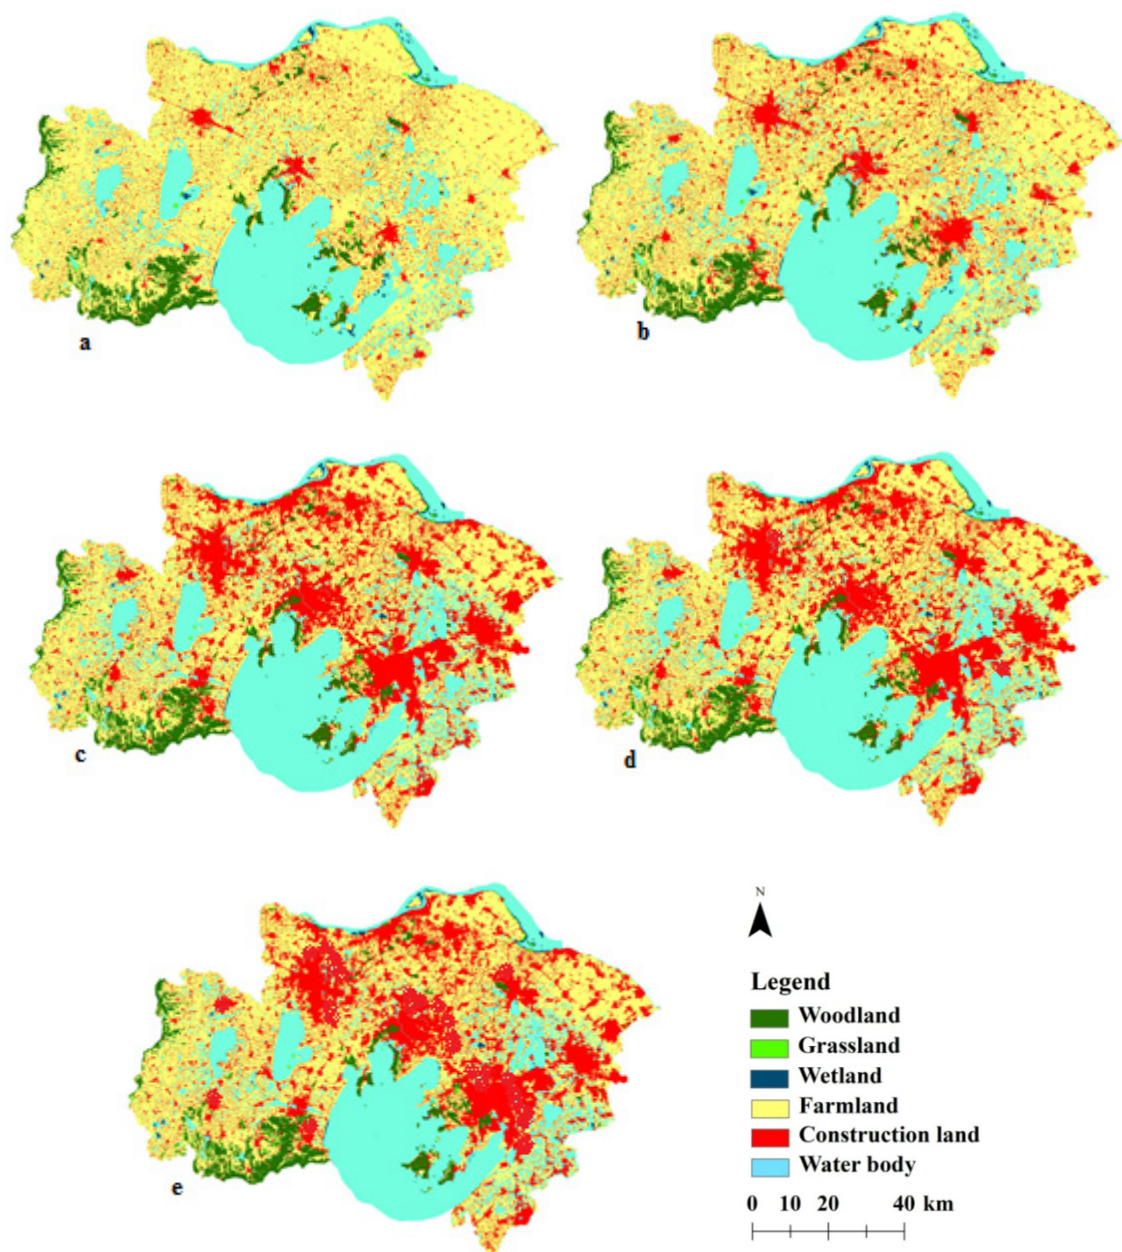 a
b
c
d
e
N
Legend
Woodland
Grassland
Wetland
Farmland
Construction land
Water body
0 10 20 40 km